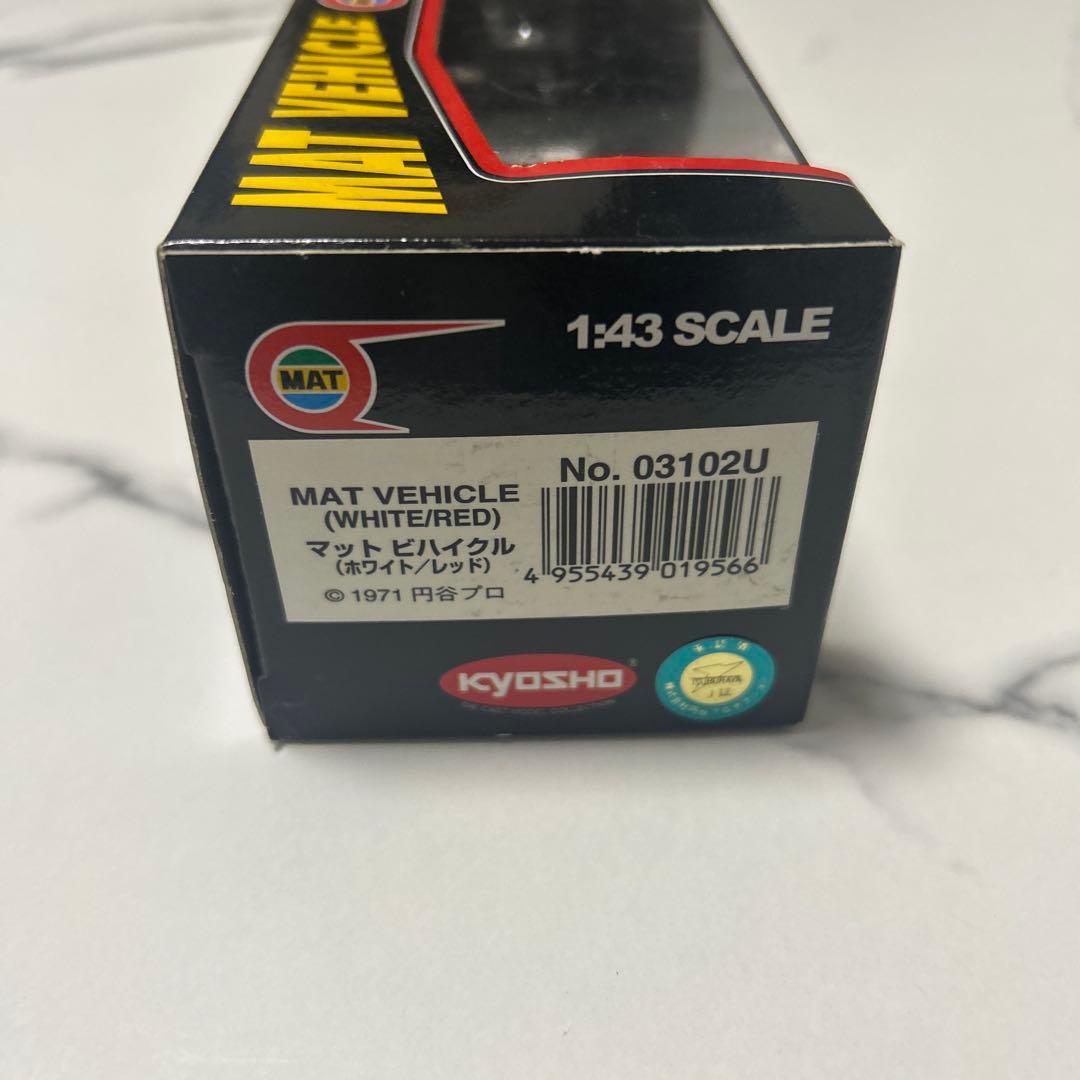 MAT VEHICLE
1:43 SCALE
MAT
No. 03102U
MAT VEHICLE
(WHITE/RED)
マット ビハイクル
(ホワイト/レッド)
© 1971 円谷プロ
4 955439 019566
KYOSHO
®
TSUBURAYA